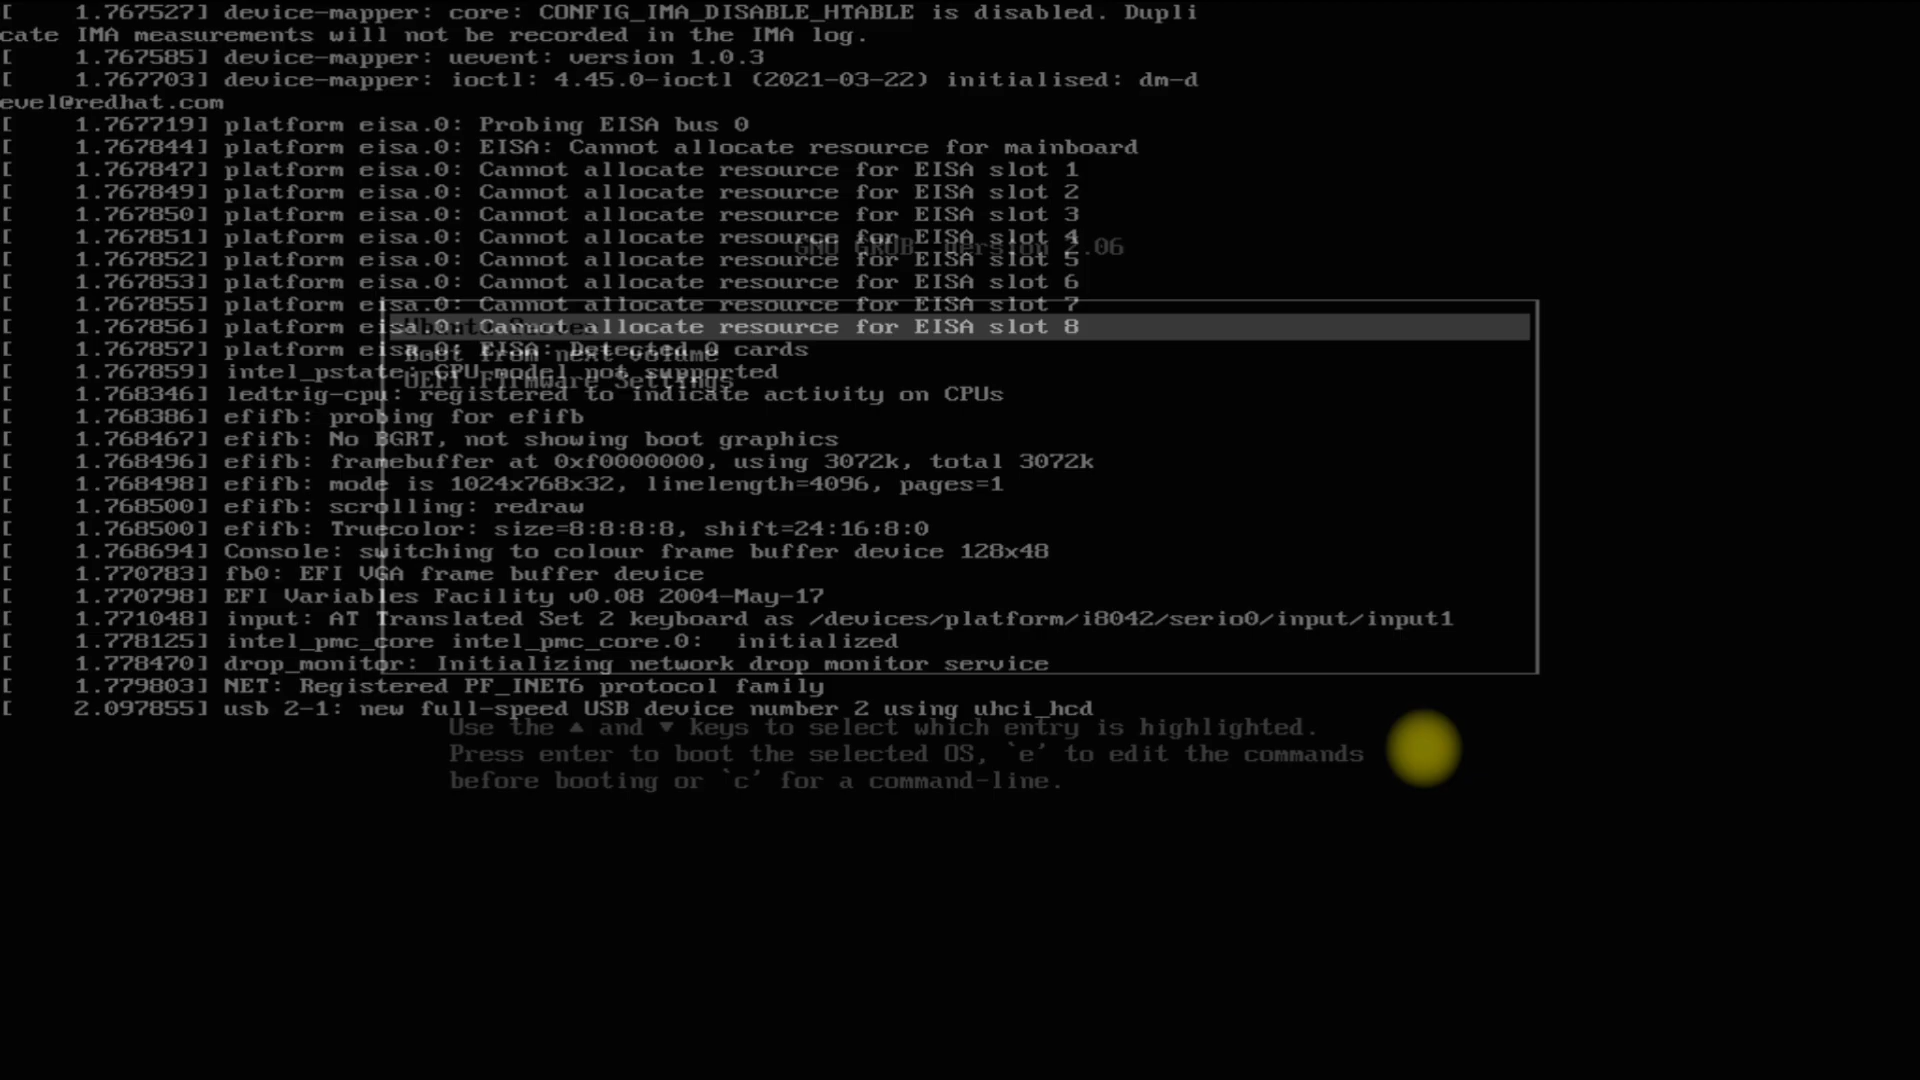 [    1.767527] device-mapper: core: CONFIG_IMA_DISABLE_HTABLE is disabled. Dupli
cate IMA measurements will not be recorded in the IMA log.
[    1.767585] device-mapper: uevent: version 1.0.3
[    1.767703] device-mapper: ioctl: 4.45.0-ioctl (2021-03-22) initialised: dm-d
evel@redhat.com
[    1.767719] platform eisa.0: Probing EISA bus 0
[    1.767844] platform eisa.0: EISA: Cannot allocate resource for mainboard
[    1.767847] platform eisa.0: Cannot allocate resource for EISA slot 1
[    1.767849] platform eisa.0: Cannot allocate resource for EISA slot 2
[    1.767850] platform eisa.0: Cannot allocate resource for EISA slot 3
[    1.767851] platform eisa.0: Cannot allocate resource for EISA slot 4
GNU GRUB  version 2.06
[    1.767852] platform eisa.0: Cannot allocate resource for EISA slot 5
[    1.767853] platform eisa.0: Cannot allocate resource for EISA slot 6
[    1.767855] platform eisa.0: Cannot allocate resource for EISA slot 7
[    1.767856] platform eisa.0: Cannot allocate resource for EISA slot 8
Ubuntu
[    1.767857] platform eisa.0: EISA: Detected 0 cards
Boot from next volume
[    1.767859] intel_pstate: CPU model not supported
UEFI Firmware Settings
[    1.768346] ledtrig-cpu: registered to indicate activity on CPUs
[    1.768386] efifb: probing for efifb
[    1.768467] efifb: No BGRT, not showing boot graphics
[    1.768496] efifb: framebuffer at 0xf0000000, using 3072k, total 3072k
[    1.768498] efifb: mode is 1024x768x32, linelength=4096, pages=1
[    1.768500] efifb: scrolling: redraw
[    1.768500] efifb: Truecolor: size=8:8:8:8, shift=24:16:8:0
[    1.768694] Console: switching to colour frame buffer device 128x48
[    1.770783] fb0: EFI VGA frame buffer device
[    1.770798] EFI Variables Facility v0.08 2004-May-17
[    1.771048] input: AT Translated Set 2 keyboard as /devices/platform/i8042/serio0/input/input1
[    1.778125] intel_pmc_core intel_pmc_core.0:  initialized
[    1.778470] drop_monitor: Initializing network drop monitor service
[    1.779803] NET: Registered PF_INET6 protocol family
[    2.097855] usb 2-1: new full-speed USB device number 2 using uhci_hcd
Use the ▲ and ▼ keys to select which entry is highlighted.
Press enter to boot the selected OS, `e' to edit the commands
before booting or `c' for a command-line.